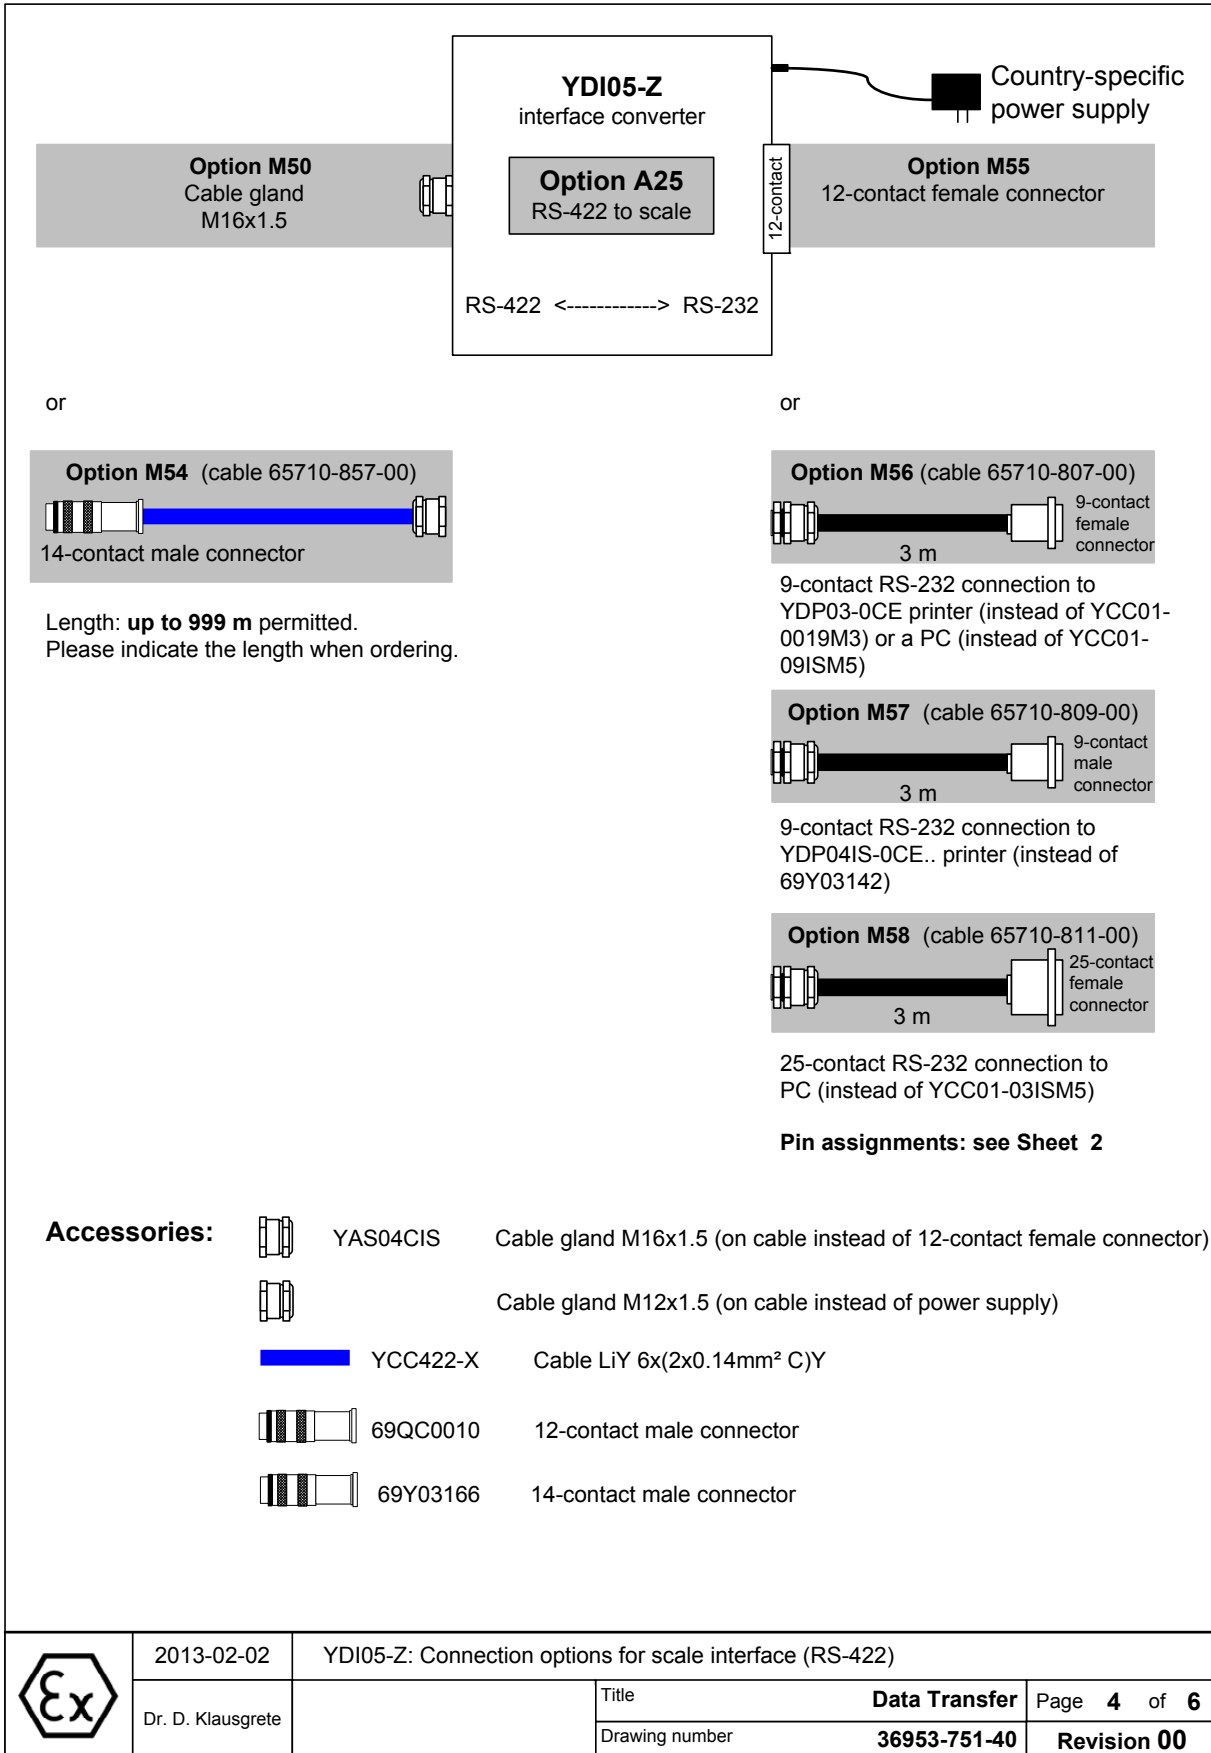 YDI05-Z
interface converter
Country-specific
power supply
Option M50
Cable gland
M16x1.5
Option A25
RS-422 to scale
12-contact
Option M55
12-contact female connector
RS-422 <------------> RS-232
or
or
Option M54 (cable 65710-857-00)
14-contact male connector
Length: up to 999 m permitted.
Please indicate the length when ordering.
Option M56 (cable 65710-807-00)
9-contact
female
connector
3 m
9-contact RS-232 connection to
YDP03-0CE printer (instead of YCC01-
0019M3) or a PC (instead of YCC01-
09ISM5)
Option M57 (cable 65710-809-00)
9-contact
male
connector
3 m
9-contact RS-232 connection to
YDP04IS-0CE.. printer (instead of
69Y03142)
Option M58 (cable 65710-811-00)
25-contact
female
connector
3 m
25-contact RS-232 connection to
PC (instead of YCC01-03ISM5)
Pin assignments: see Sheet 2
Accessories:
YAS04CIS Cable gland M16x1.5 (on cable instead of 12-contact female connector)
Cable gland M12x1.5 (on cable instead of power supply)
YCC422-X Cable LiY 6x(2x0.14mm² C)Y
69QC0010 12-contact male connector
69Y03166 14-contact male connector
Ex
2013-02-02
YDI05-Z: Connection options for scale interface (RS-422)
Dr. D. Klausgrete
Title Data Transfer
Page 4 of 6
Drawing number 36953-751-40
Revision 00